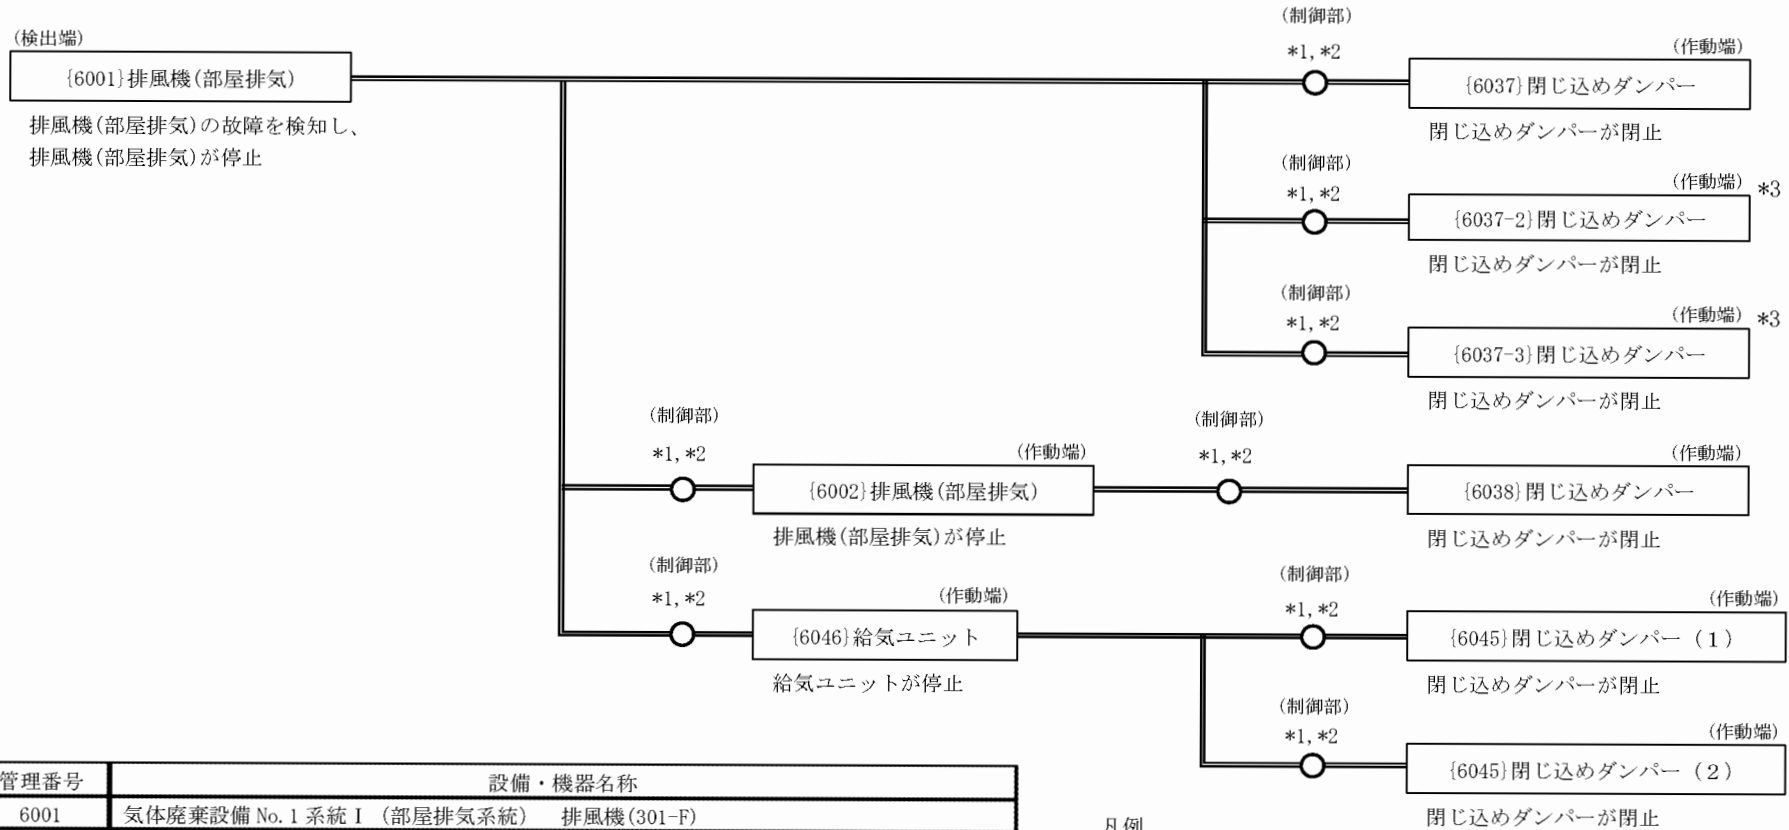 (検出端)
{6001}排風機(部屋排気)
排風機(部屋排気)の故障を検知し、
排風機(部屋排気)が停止
(制御部)
*1, *2
(作動端)
{6037}閉じ込めダンパー
閉じ込めダンパーが閉止
(制御部)
*1, *2
(作動端) *3
{6037-2}閉じ込めダンパー
閉じ込めダンパーが閉止
(制御部)
*1, *2
(作動端) *3
{6037-3}閉じ込めダンパー
閉じ込めダンパーが閉止
(制御部)
*1, *2
(作動端)
{6002}排風機(部屋排気)
排風機(部屋排気)が停止
(制御部)
*1, *2
(作動端)
{6038}閉じ込めダンパー
閉じ込めダンパーが閉止
(制御部)
*1, *2
(作動端)
{6046}給気ユニット
給気ユニットが停止
(制御部)
*1, *2
(作動端)
{6045}閉じ込めダンパー(1)
閉じ込めダンパーが閉止
(制御部)
*1, *2
(作動端)
{6045}閉じ込めダンパー(2)
閉じ込めダンパーが閉止
管理番号 設備・機器名称
6001 気体廃棄設備 No.1 系統Ⅰ (部屋排気系統) 排風機(301-F)
凡例